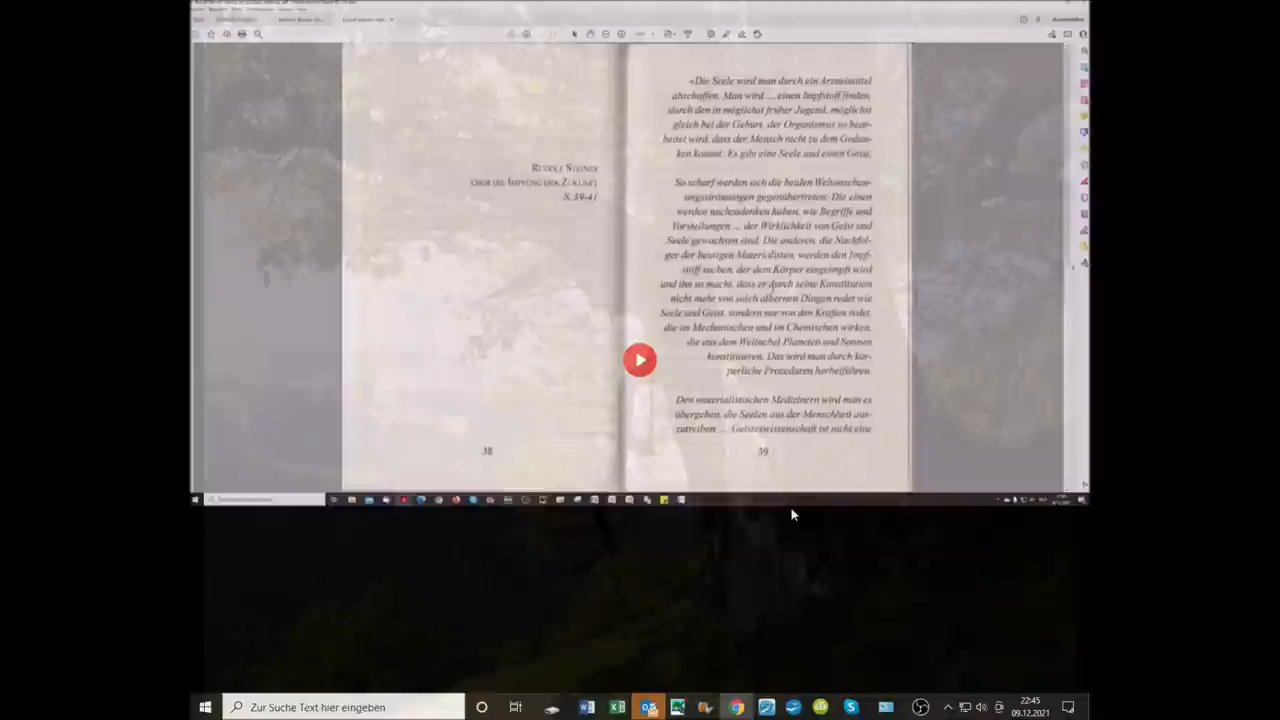 Anmelden
RUDOLF STEINER
ÜBER DIE IMPFUNG DER ZUKUNFT
S. 39-41
38
«Die Seele wird man durch ein Arzneimittel
abschaffen. Man wird ... einen Impfstoff finden,
durch den in möglichst früher Jugend, möglichst
gleich bei der Geburt, der Organismus so bear-
beitet wird, dass der Mensch nicht zu dem Gedan-
ken kommt: Es gibt eine Seele und einen Geist.
So scharf werden sich die beiden Weltanschau-
ungsströmungen gegenübertreten: Die einen
werden nachzudenken haben, wie Begriffe und
Vorstellungen ... der Wirklichkeit von Geist und
Seele gewachsen sind. Die anderen, die Nachfol-
ger der heutigen Materialisten, werden den Impf-
stoff suchen, der dem Körper eingeimpft wird
und ihn so macht, dass er durch seine Konstitution
nicht mehr von solch albernen Dingen redet wie
Seele und Geist, sondern nur von den Kräften redet,
die im Mechanischen und im Chemischen wirken,
die aus dem Weltnebel Planeten und Sonnen
konstituieren. Das wird man durch kör-
perliche Prozeduren herbeiführen.
Den materialistischen Medizinern wird man es
übergeben, die Seelen aus der Menschheit aus-
zutreiben ... Geisteswissenschaft ist nicht eine
39
Zur Suche Text hier eingeben
22:45
09.12.2021